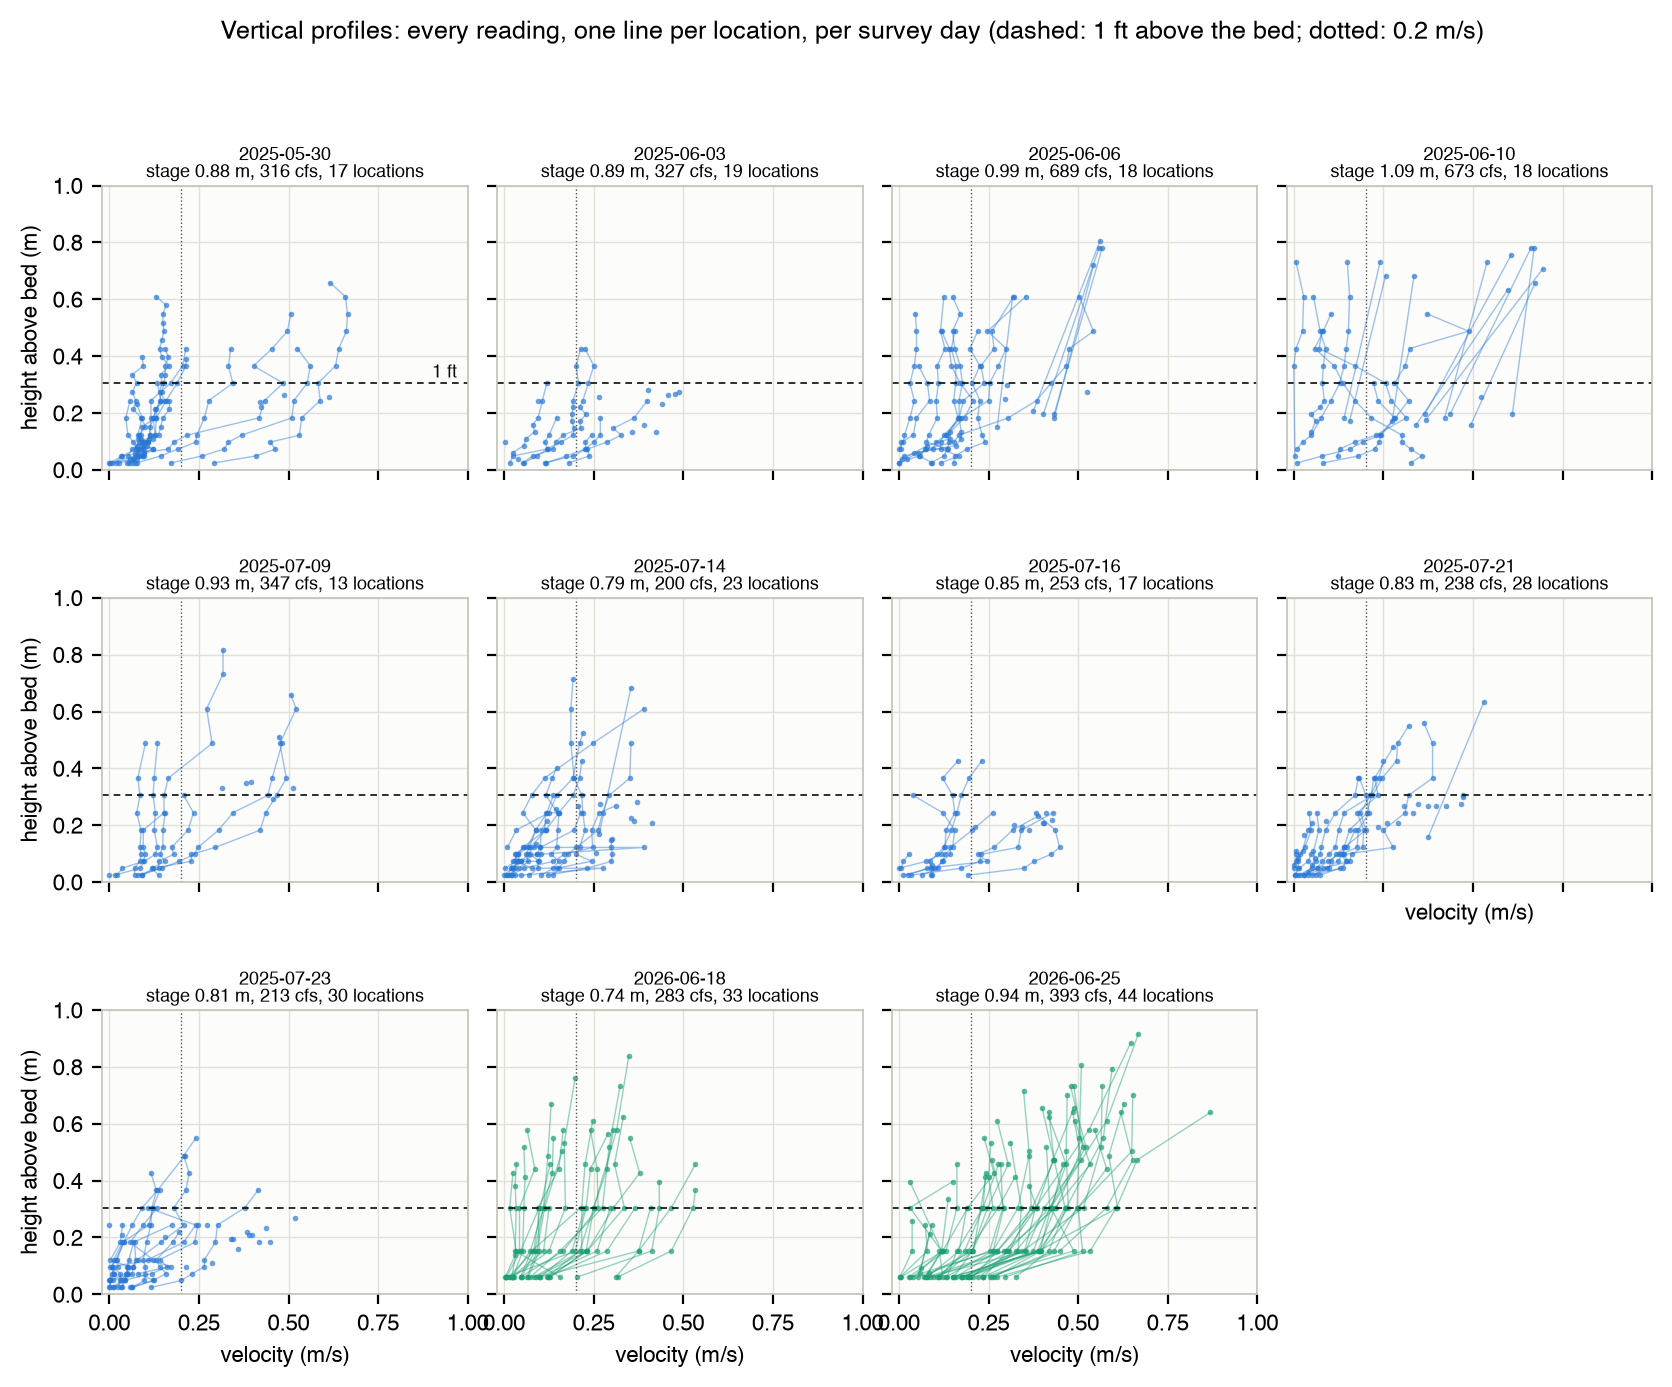 Vertical profiles: every reading, one line per location, per survey day (dashed: 1 ft above the bed; dotted: 0.2 m/s)
2025-05-30
stage 0.88 m, 316 cfs, 17 locations
2025-06-03
stage 0.89 m, 327 cfs, 19 locations
2025-06-06
stage 0.99 m, 689 cfs, 18 locations
2025-06-10
stage 1.09 m, 673 cfs, 18 locations
1.0
0.8
0.6
0.4
0.2
0.0
height above bed (m)
1 ft
2025-07-09
stage 0.93 m, 347 cfs, 13 locations
2025-07-14
stage 0.79 m, 200 cfs, 23 locations
2025-07-16
stage 0.85 m, 253 cfs, 17 locations
2025-07-21
stage 0.83 m, 238 cfs, 28 locations
1.0
0.8
0.6
0.4
0.2
0.0
height above bed (m)
velocity (m/s)
2025-07-23
stage 0.81 m, 213 cfs, 30 locations
2026-06-18
stage 0.74 m, 283 cfs, 33 locations
2026-06-25
stage 0.94 m, 393 cfs, 44 locations
1.0
0.8
0.6
0.4
0.2
0.0
height above bed (m)
0.00 0.25 0.50 0.75 1.00
0.00 0.25 0.50 0.75 1.00
0.00 0.25 0.50 0.75 1.00
velocity (m/s)
velocity (m/s)
velocity (m/s)